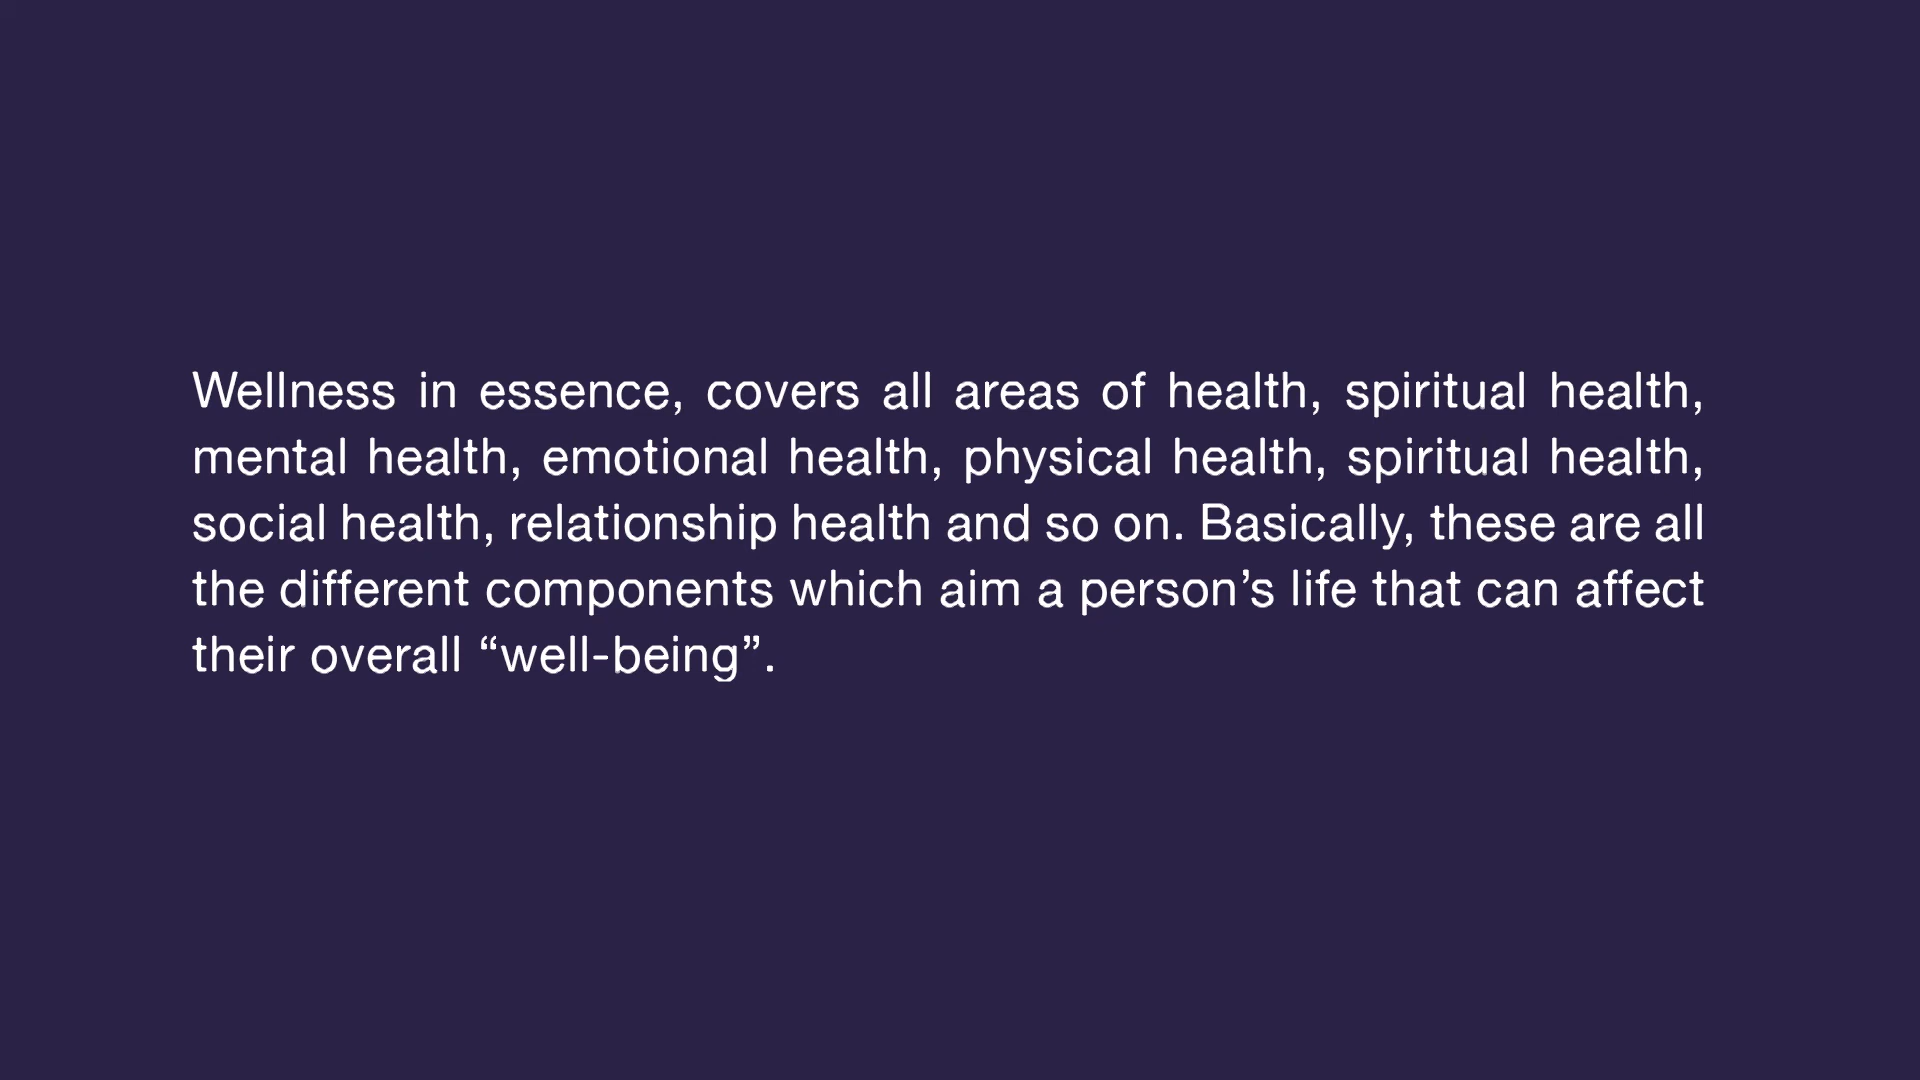 Wellness in essence, covers all areas of health, spiritual health,
mental health, emotional health, physical health, spiritual health,
social health, relationship health and so on. Basically, these are all
the different components which aim a person’s life that can affect
their overall “well-being”.